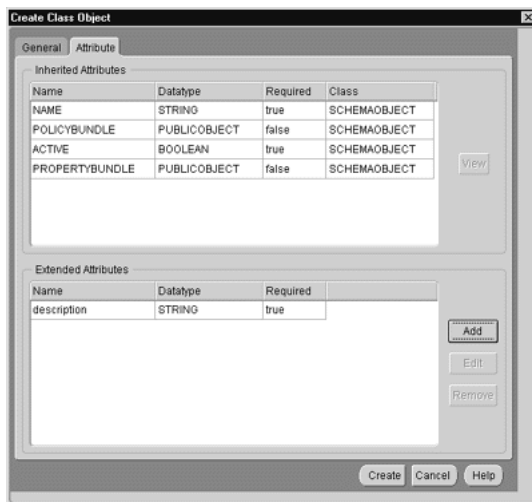 Create Class Object
General Attribute
Inherited Attributes
Name Datatype Required Class
NAME STRING true SCHEMAOBJECT
POLICYBUNDLE PUBLICOBJECT false SCHEMAOBJECT
ACTIVE BOOLEAN true SCHEMAOBJECT
PROPERTYBUNDLE PUBLICOBJECT false SCHEMAOBJECT
View
Extended Attributes
Name Datatype Required
description STRING true
Add
Edit
Remove
Create Cancel Help